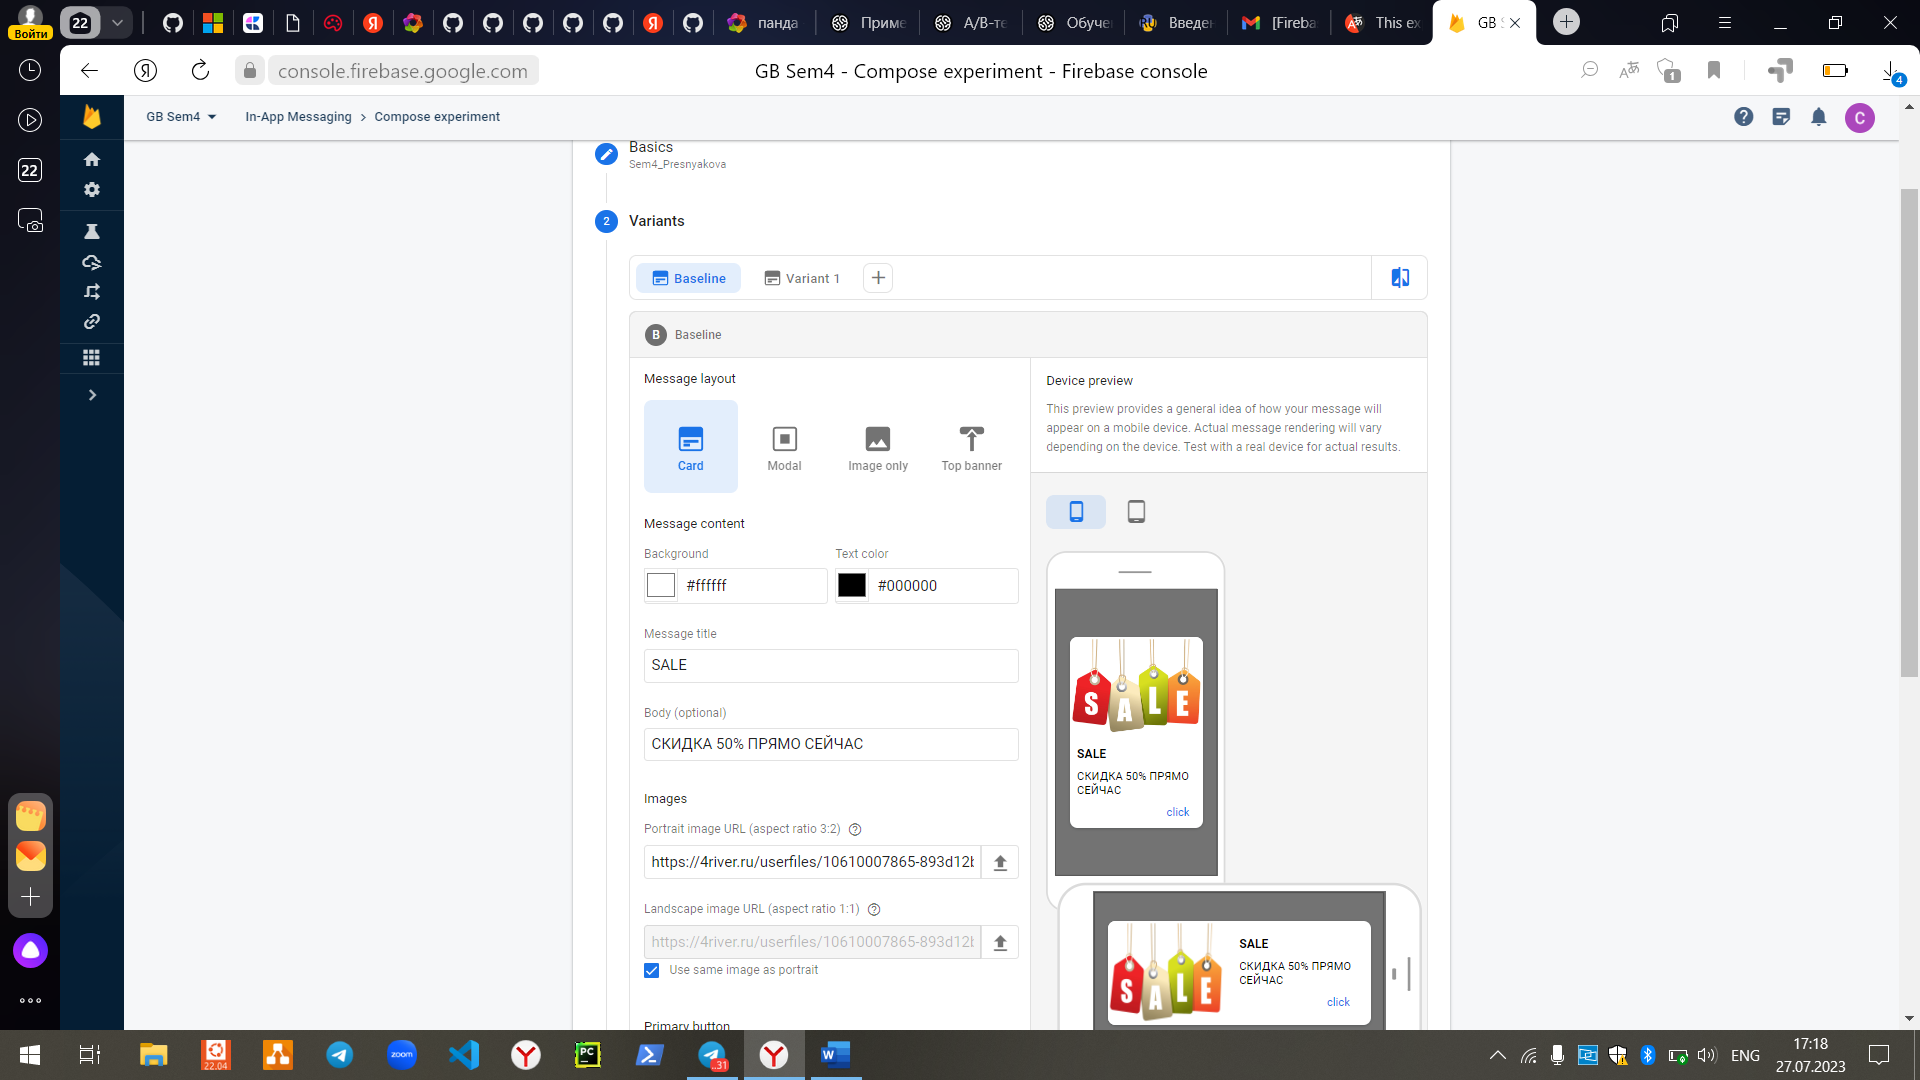 Войти
22
панда
Приме
A/B-те
Обуче
Введен
[Fireba
This ex
GB S
console.firebase.google.com
GB Sem4 - Compose experiment - Firebase console
1
4
22
GB Sem4
In-App Messaging
Compose experiment
C
Basics
Sem4_Presnyakova
2
Variants
Baseline
Variant 1
B
Baseline
Message layout
Card
Modal
Image only
Top banner
Message content
Background
Text color
#ffffff
#000000
Message title
SALE
Body (optional)
СКИДКА 50% ПРЯМО СЕЙЧАС
Images
Portrait image URL (aspect ratio 3:2)
https://4river.ru/userfiles/10610007865-893d12b
Landscape image URL (aspect ratio 1:1)
https://4river.ru/userfiles/10610007865-893d12b
Use same image as portrait
Primary button
Device preview
This preview provides a general idea of how your message will
appear on a mobile device. Actual message rendering will vary
depending on the device. Test with a real device for actual results.
SALE
SALE
СКИДКА 50% ПРЯМО
СЕЙЧАС
click
SALE
SALE
СКИДКА 50% ПРЯМО
СЕЙЧАС
click
22.04
zoom
PC
..31
W
ENG
17:18
27.07.2023